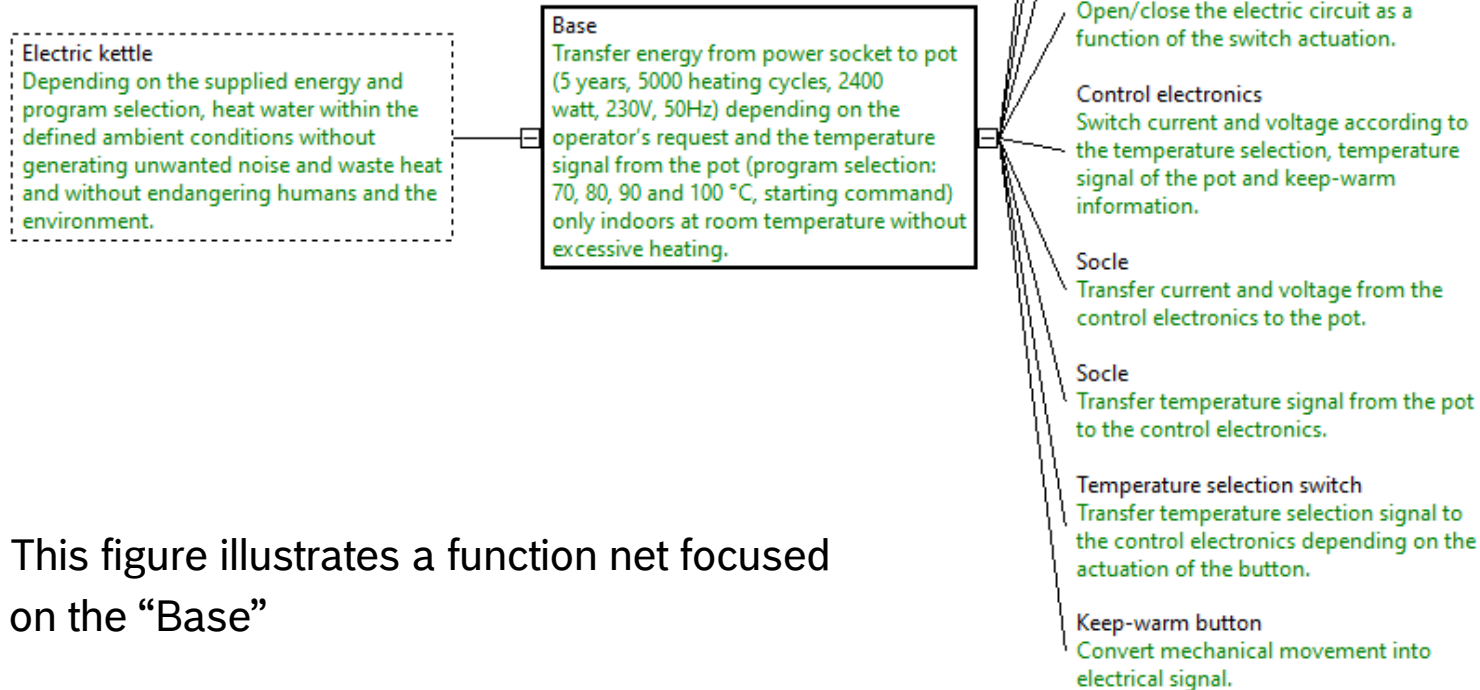 Electric kettle
Depending on the supplied energy and
program selection, heat water within the
defined ambient conditions without
generating unwanted noise and waste heat
and without endangering humans and the
environment.
Base
Transfer energy from power socket to pot
(5 years, 5000 heating cycles, 2400
watt, 230V, 50Hz) depending on the
operator's request and the temperature
signal from the pot (program selection:
70, 80, 90 and 100 °C, starting command)
only indoors at room temperature without
excessive heating.
Open/close the electric circuit as a
function of the switch actuation.
Control electronics
Switch current and voltage according to
the temperature selection, temperature
signal of the pot and keep-warm
information.
Socle
Transfer current and voltage from the
control electronics to the pot.
Socle
Transfer temperature signal from the pot
to the control electronics.
Temperature selection switch
Transfer temperature selection signal to
the control electronics depending on the
actuation of the button.
Keep-warm button
Convert mechanical movement into
electrical signal.
This figure illustrates a function net focused
on the “Base”